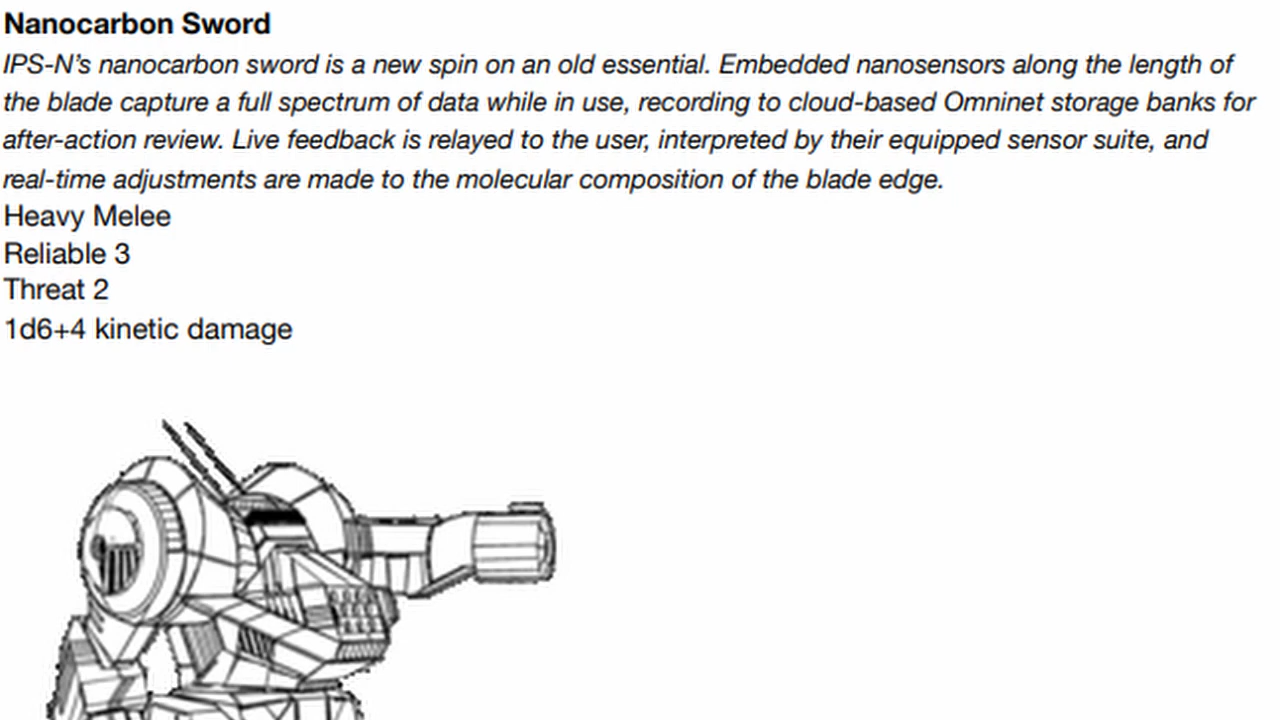 Nanocarbon Sword
IPS-N’s nanocarbon sword is a new spin on an old essential. Embedded nanosensors along the length of
the blade capture a full spectrum of data while in use, recording to cloud-based Omninet storage banks for
after-action review. Live feedback is relayed to the user, interpreted by their equipped sensor suite, and
real-time adjustments are made to the molecular composition of the blade edge.
Heavy Melee
Reliable 3
Threat 2
1d6+4 kinetic damage